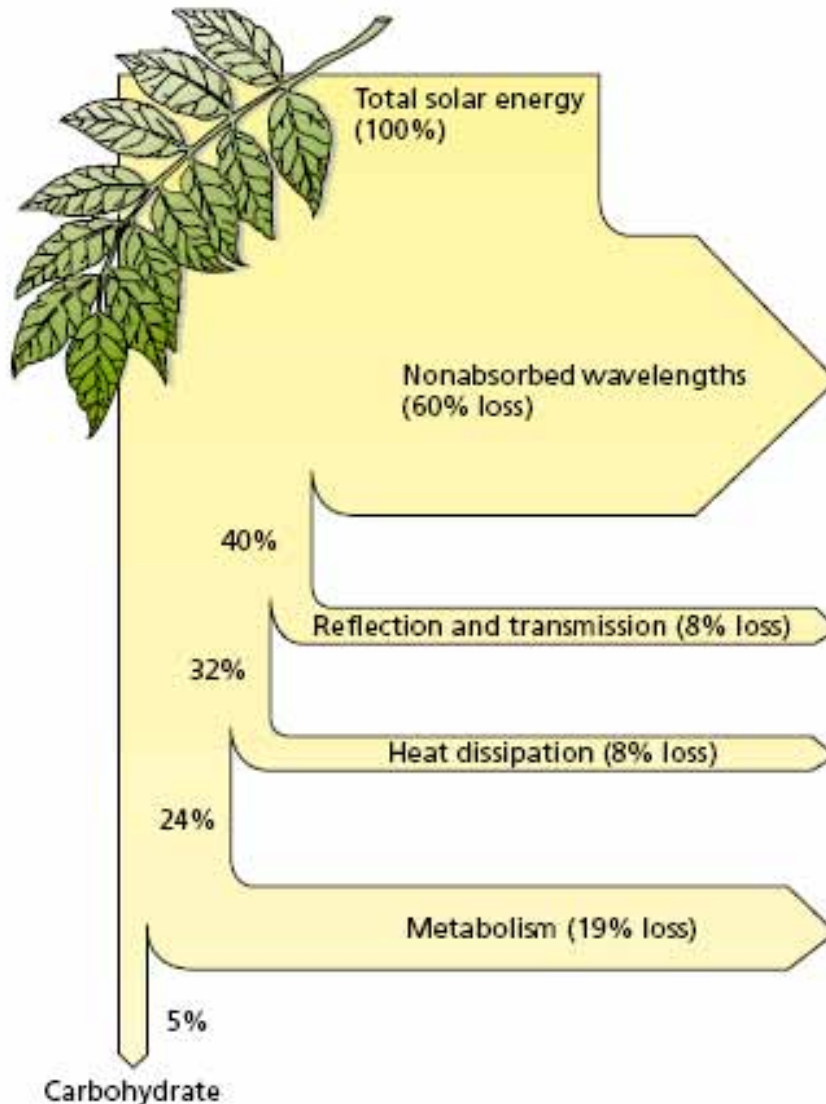 Total solar energy
(100%)
Nonabsorbed wavelengths
(60% loss)
40%
Reflection and transmission (8% loss)
32%
Heat dissipation (8% loss)
24%
Metabolism (19% loss)
5%
Carbohydrate